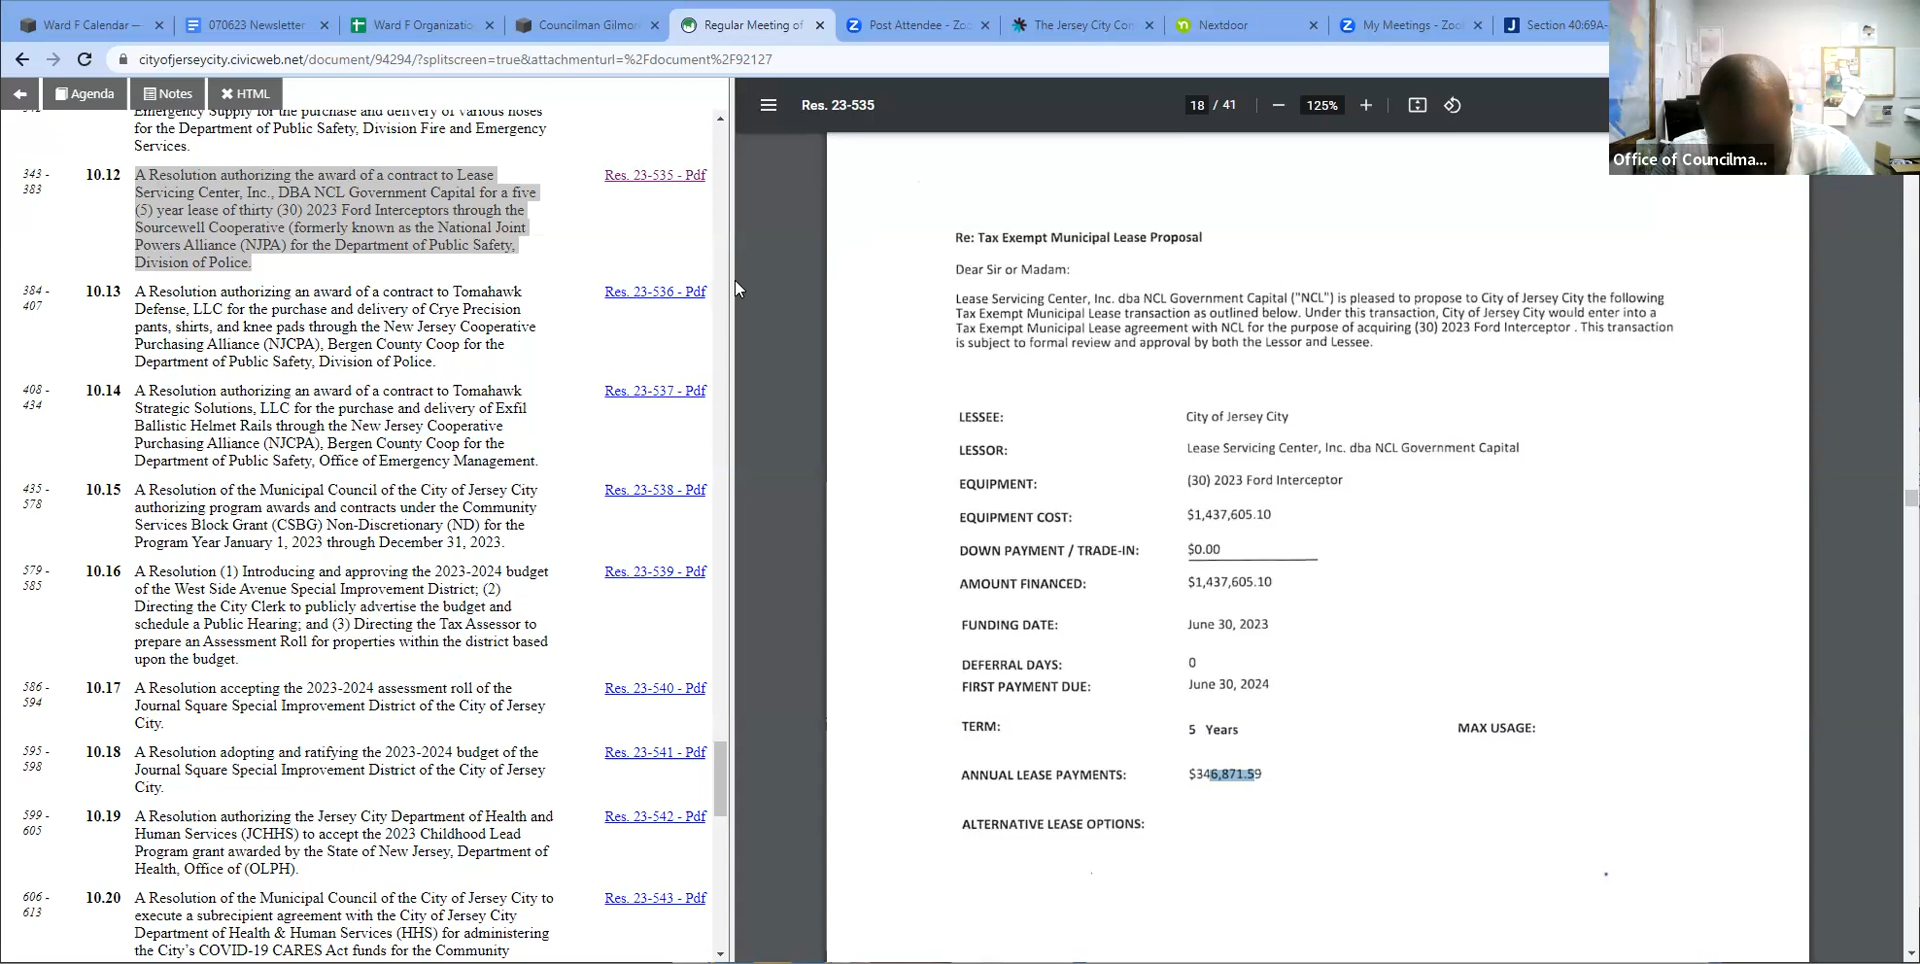 Ward F Calendar —
070623 Newsletter
Ward F Organizatio
Councilman Gilmor
Regular Meeting of
Post Attendee - Zoo
The Jersey City Con
Nextdoor
My Meetings - Zoo
Section 40:69A-
cityofjerseycity.civicweb.net/document/94294/?splitscreen=true&attachmenturl=%2Fdocument%2F92127
Agenda
Notes
HTML
Emergency Supply for the purchase and delivery of various hoses
for the Department of Public Safety, Division Fire and Emergency
Services.
343 - 383
10.12
A Resolution authorizing the award of a contract to Lease
Servicing Center, Inc., DBA NCL Government Capital for a five
(5) year lease of thirty (30) 2023 Ford Interceptors through the
Sourcewell Cooperative (formerly known as the National Joint
Powers Alliance (NJPA) for the Department of Public Safety,
Division of Police.
Res. 23-535 - Pdf
384 - 407
10.13
A Resolution authorizing an award of a contract to Tomahawk
Defense, LLC for the purchase and delivery of Crye Precision
pants, shirts, and knee pads through the New Jersey Cooperative
Purchasing Alliance (NJCPA), Bergen County Coop for the
Department of Public Safety, Division of Police.
Res. 23-536 - Pdf
408 - 434
10.14
A Resolution authorizing an award of a contract to Tomahawk
Strategic Solutions, LLC for the purchase and delivery of Exfil
Ballistic Helmet Rails through the New Jersey Cooperative
Purchasing Alliance (NJCPA), Bergen County Coop for the
Department of Public Safety, Office of Emergency Management.
Res. 23-537 - Pdf
435 - 578
10.15
A Resolution of the Municipal Council of the City of Jersey City
authorizing program awards and contracts under the Community
Services Block Grant (CSBG) Non-Discretionary (ND) for the
Program Year January 1, 2023 through December 31, 2023.
Res. 23-538 - Pdf
579 - 585
10.16
A Resolution (1) Introducing and approving the 2023-2024 budget
of the West Side Avenue Special Improvement District; (2)
Directing the City Clerk to publicly advertise the budget and
schedule a Public Hearing; and (3) Directing the Tax Assessor to
prepare an Assessment Roll for properties within the district based
upon the budget.
Res. 23-539 - Pdf
586 - 594
10.17
A Resolution accepting the 2023-2024 assessment roll of the
Journal Square Special Improvement District of the City of Jersey
City.
Res. 23-540 - Pdf
595 - 598
10.18
A Resolution adopting and ratifying the 2023-2024 budget of the
Journal Square Special Improvement District of the City of Jersey
City.
Res. 23-541 - Pdf
599 - 605
10.19
A Resolution authorizing the Jersey City Department of Health and
Human Services (JCHHS) to accept the 2023 Childhood Lead
Program grant awarded by the State of New Jersey, Department of
Health, Office of (OLPH).
Res. 23-542 - Pdf
606 - 613
10.20
A Resolution of the Municipal Council of the City of Jersey City to
execute a subrecipient agreement with the City of Jersey City
Department of Health & Human Services (HHS) for administering
the City's COVID-19 CARES Act funds for the Community
Res. 23-543 - Pdf
Res. 23-535
18 / 41
125%
Office of Councilma...
Re: Tax Exempt Municipal Lease Proposal
Dear Sir or Madam:
Lease Servicing Center, Inc. dba NCL Government Capital ("NCL") is pleased to propose to City of Jersey City the following
Tax Exempt Municipal Lease transaction as outlined below. Under this transaction, City of Jersey City would enter into a
Tax Exempt Municipal Lease agreement with NCL for the purpose of acquiring (30) 2023 Ford Interceptor . This transaction
is subject to formal review and approval by both the Lessor and Lessee.
LESSEE: City of Jersey City
LESSOR: Lease Servicing Center, Inc. dba NCL Government Capital
EQUIPMENT: (30) 2023 Ford Interceptor
EQUIPMENT COST: $1,437,605.10
DOWN PAYMENT / TRADE-IN: $0.00
AMOUNT FINANCED: $1,437,605.10
FUNDING DATE: June 30, 2023
DEFERRAL DAYS: 0
FIRST PAYMENT DUE: June 30, 2024
TERM: 5 Years MAX USAGE:
ANNUAL LEASE PAYMENTS: $346,871.59
ALTERNATIVE LEASE OPTIONS: